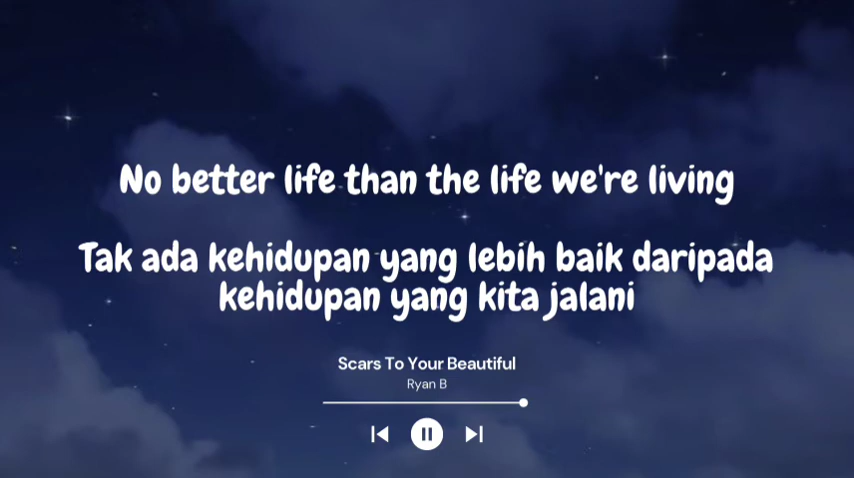 No better life than the life we're living
Tak ada kehidupan yang lebih baik daripada
kehidupan yang kita jalani
Scars To Your Beautiful
Ryan B